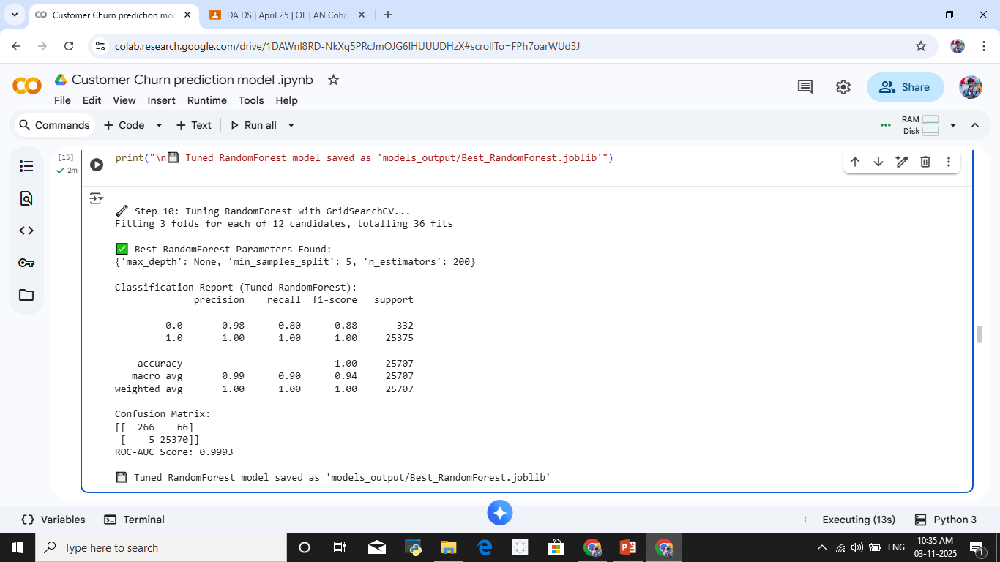 Customer Churn prediction mo
DA DS | April 25 | OL | AN Coho
colab.research.google.com/drive/1DAWnI8RD-NkXq5PRcJmOJG6lHUUUDHzX#scrollTo=FPh7oarWUd3J
Customer Churn prediction model .ipynb
File Edit View Insert Runtime Tools Help
Share
Commands + Code + Text Run all
RAM
Disk
[15] print("\n💾 Tuned RandomForest model saved as 'models_output/Best_RandomForest.joblib'")
2m
🔧 Step 10: Tuning RandomForest with GridSearchCV...
Fitting 3 folds for each of 12 candidates, totalling 36 fits
✅ Best RandomForest Parameters Found:
{'max_depth': None, 'min_samples_split': 5, 'n_estimators': 200}
Classification Report (Tuned RandomForest):
precision recall f1-score support
0.0 0.98 0.80 0.88 332
1.0 1.00 1.00 1.00 25375
accuracy 1.00 25707
macro avg 0.99 0.90 0.94 25707
weighted avg 1.00 1.00 1.00 25707
Confusion Matrix:
[[ 266 66]
[ 5 25370]]
ROC-AUC Score: 0.9993
💾 Tuned RandomForest model saved as 'models_output/Best_RandomForest.joblib'
{ } Variables Terminal Executing (13s) Python 3
Type here to search
ENG
10:35 AM
03-11-2025
1